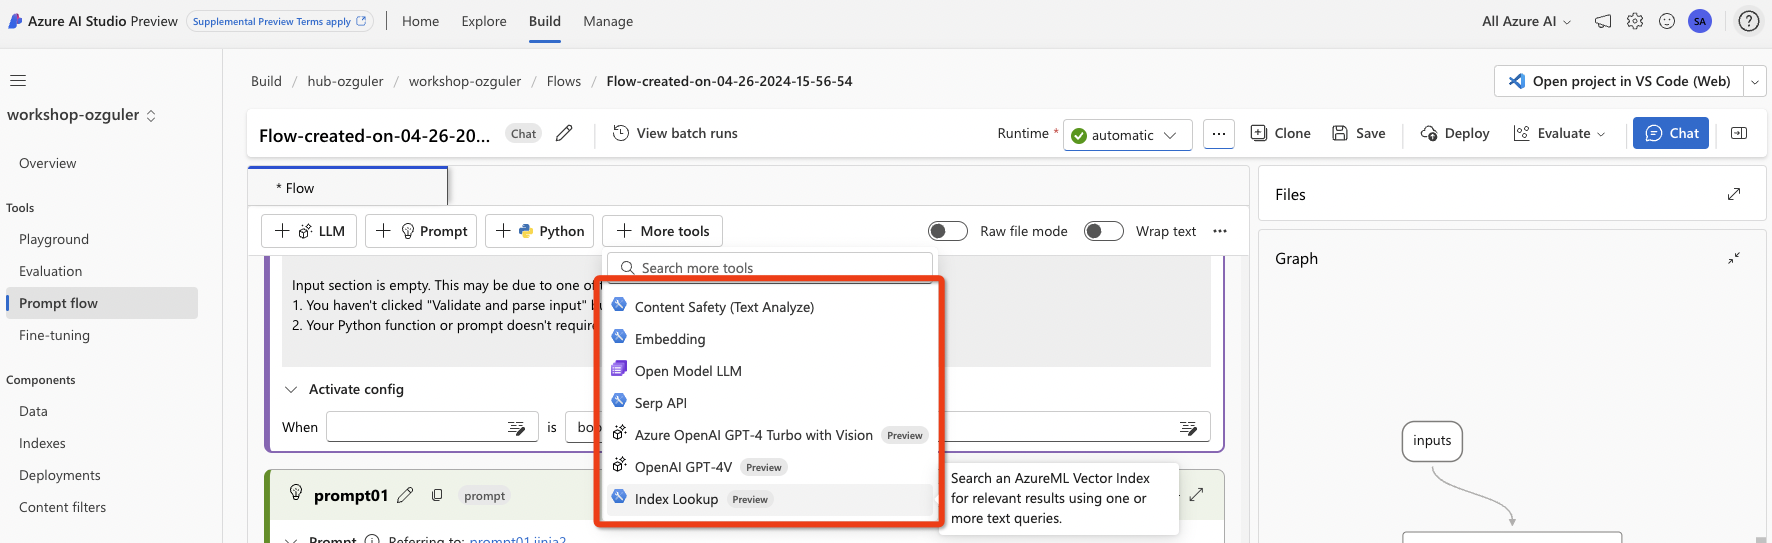 Azure AI Studio Preview Supplemental Preview Terms apply Home Explore Build Manage All Azure AI SA ?
workshop-ozguler
Overview
Tools
Playground
Evaluation
Prompt flow
Fine-tuning
Components
Data
Indexes
Deployments
Content filters
Build / hub-ozguler / workshop-ozguler / Flows / Flow-created-on-04-26-2024-15-56-54
Open project in VS Code (Web)
Flow-created-on-04-26-20... Chat View batch runs Runtime * automatic ... Clone Save Deploy Evaluate Chat
* Flow
+ LLM + Prompt + Python + More tools Raw file mode Wrap text ...
Search more tools
Input section is empty. This may be due to one of
1. You haven't clicked "Validate and parse input"
2. Your Python function or prompt doesn't require
Activate config
When is
Content Safety (Text Analyze)
Embedding
Open Model LLM
Serp API
Azure OpenAI GPT-4 Turbo with Vision Preview
OpenAI GPT-4V Preview
Index Lookup Preview
Search an AzureML Vector Index
for relevant results using one or
more text queries.
prompt01 prompt
Prompt Referring to: prompt01.jinja2
Files
Graph
inputs